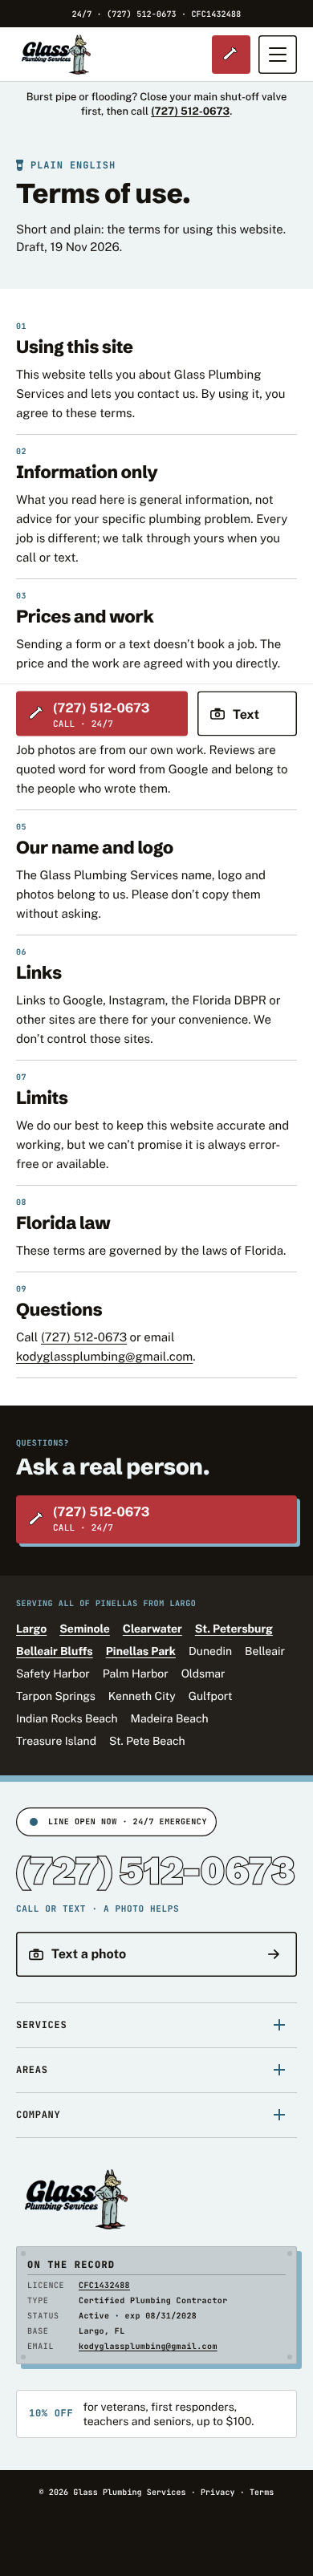 24/7 · (727) 512-0673 · CFC1432488
Glass
Plumbing Services
Burst pipe or flooding? Close your main shut-off valve
first, then call (727) 512-0673.
PLAIN ENGLISH
Terms of use.
Short and plain: the terms for using this website.
Draft, 19 Nov 2026.
01
Using this site
This website tells you about Glass Plumbing
Services and lets you contact us. By using it, you
agree to these terms.
02
Information only
What you read here is general information, not
advice for your specific plumbing problem. Every
job is different; we talk through yours when you
call or text.
03
Prices and work
Sending a form or a text doesn’t book a job. The
price and the work are agreed with you directly.
(727) 512-0673
CALL · 24/7
Text
Job photos are from our own work. Reviews are
quoted word for word from Google and belong to
the people who wrote them.
05
Our name and logo
The Glass Plumbing Services name, logo and
photos belong to us. Please don’t copy them
without asking.
06
Links
Links to Google, Instagram, the Florida DBPR or
other sites are there for your convenience. We
don’t control those sites.
07
Limits
We do our best to keep this website accurate and
working, but we can’t promise it is always error-
free or available.
08
Florida law
These terms are governed by the laws of Florida.
09
Questions
Call (727) 512-0673 or email
kodyglassplumbing@gmail.com.
QUESTIONS?
Ask a real person.
(727) 512-0673
CALL · 24/7
SERVING ALL OF PINELLAS FROM LARGO
Largo Seminole Clearwater St. Petersburg
Belleair Bluffs Pinellas Park Dunedin Belleair
Safety Harbor Palm Harbor Oldsmar
Tarpon Springs Kenneth City Gulfport
Indian Rocks Beach Madeira Beach
Treasure Island St. Pete Beach
LINE OPEN NOW · 24/7 EMERGENCY
(727) 512-0673
CALL OR TEXT · A PHOTO HELPS
Text a photo
SERVICES
AREAS
COMPANY
Glass
Plumbing Services
ON THE RECORD
LICENCE CFC1432488
TYPE Certified Plumbing Contractor
STATUS Active · exp 08/31/2028
BASE Largo, FL
EMAIL kodyglassplumbing@gmail.com
10% OFF for veterans, first responders,
teachers and seniors, up to $100.
© 2026 Glass Plumbing Services · Privacy · Terms